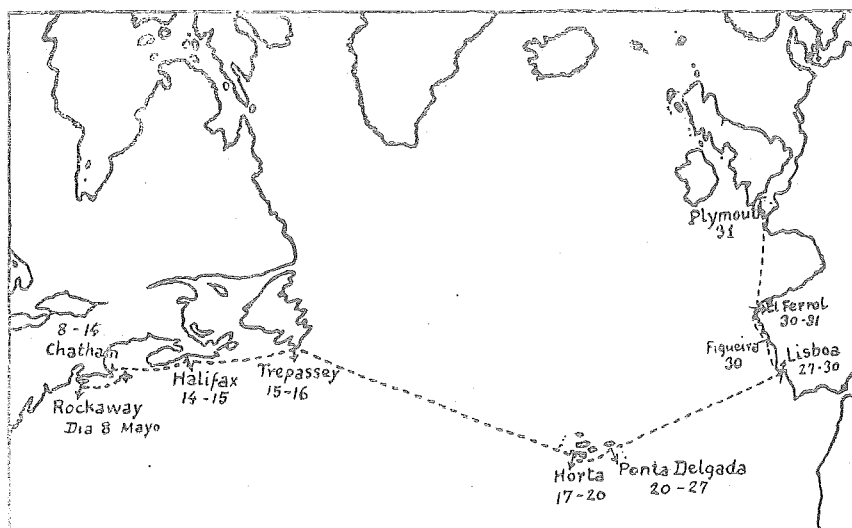 Plymout
31
El Ferrol
30-31
Figueira
30
Lisboa
27-30
8-14
Chatham
Halifax
14-15
Trepassey
15-16
Rockaway
Dia 8 Mayo
Horta
17-20
Ponta Delgada
20-27